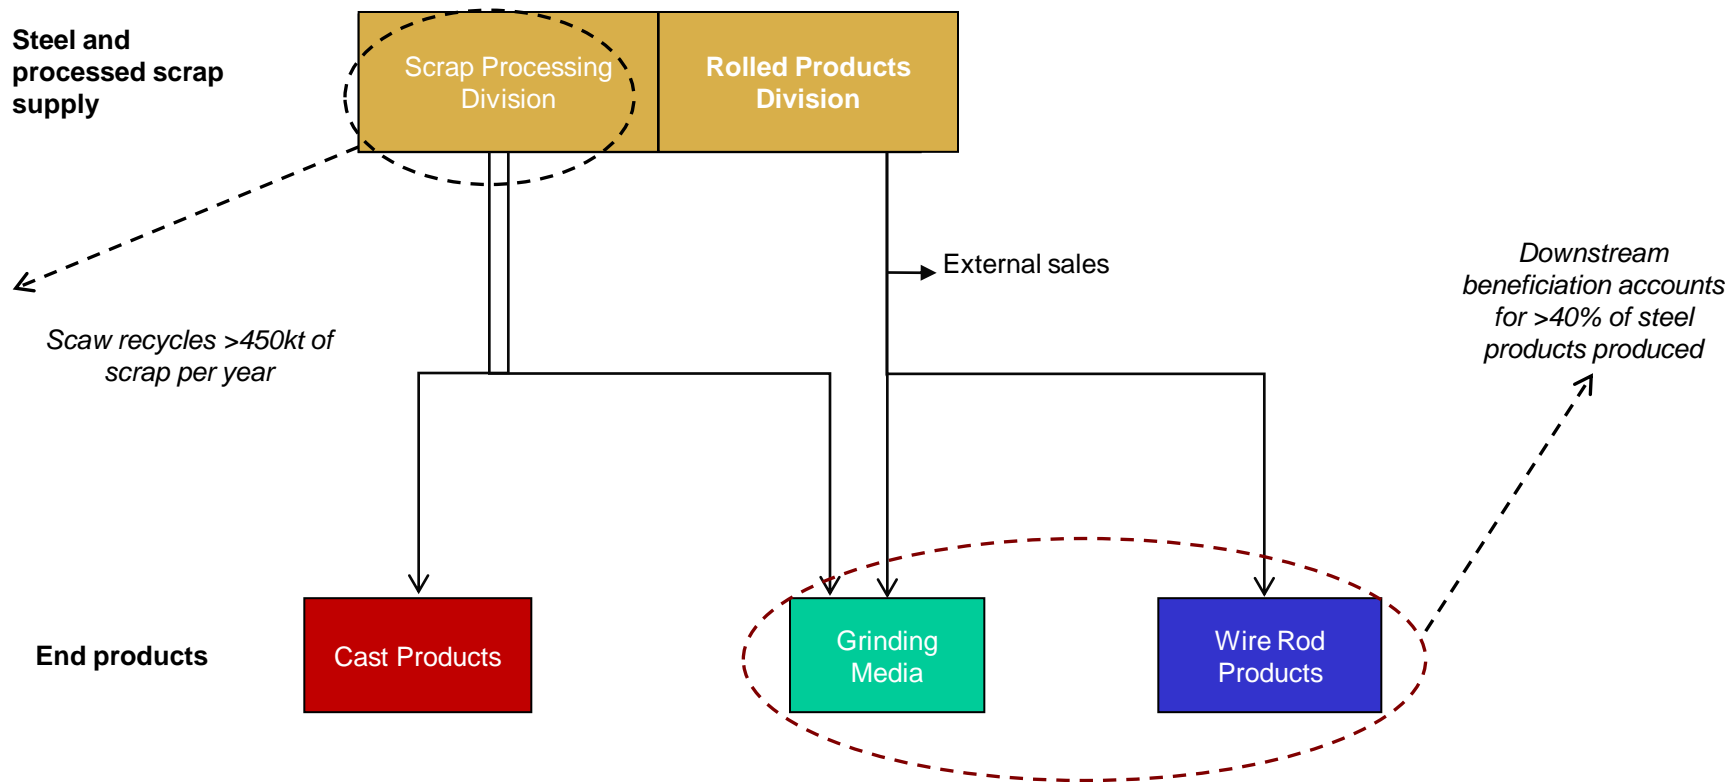 Steel and
processed scrap
supply
Scrap Processing
Division
Rolled Products
Division
External sales
Downstream
beneficiation accounts
for >40% of steel
products produced
Scaw recycles >450kt of
scrap per year
End products
Cast Products
Grinding
Media
Wire Rod
Products